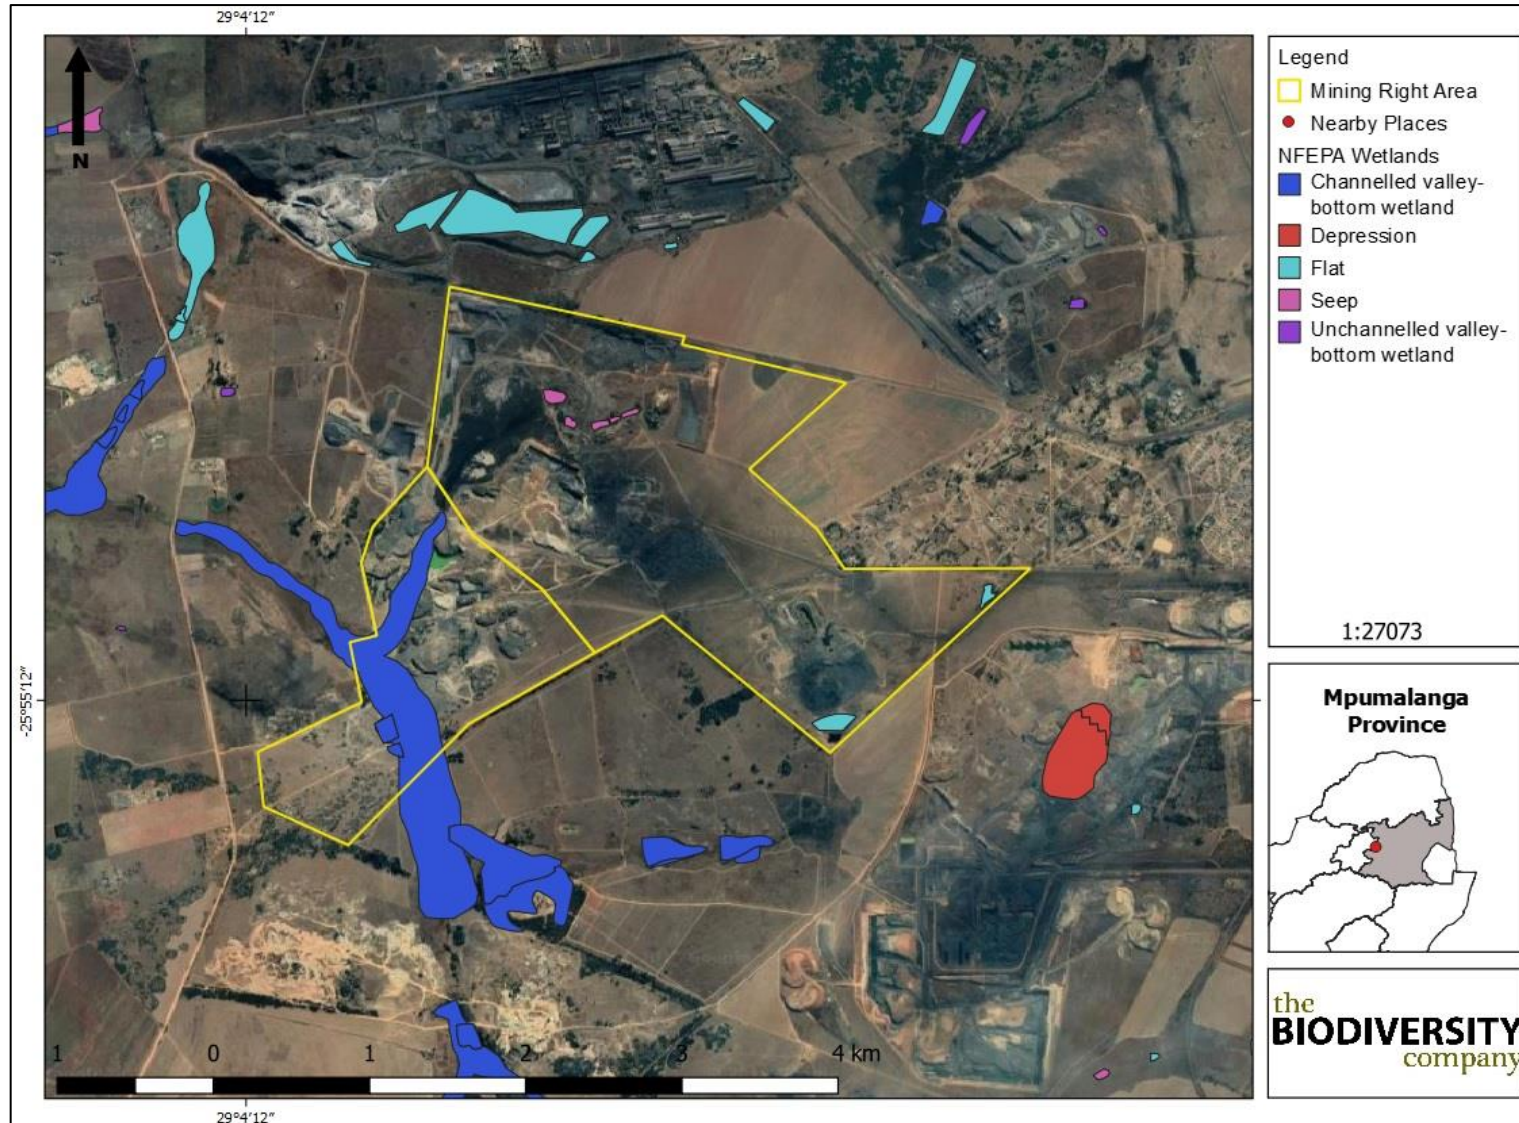 29°4′12″
N
-25°55′12″
1 0 1 2 3 4 km
29°4′12″
Legend
Mining Right Area
Nearby Places
NFEPA Wetlands
Channelled valley-
bottom wetland
Depression
Flat
Seep
Unchannelled valley-
bottom wetland
1:27073
Mpumalanga
Province
the
BIODIVERSITY
company